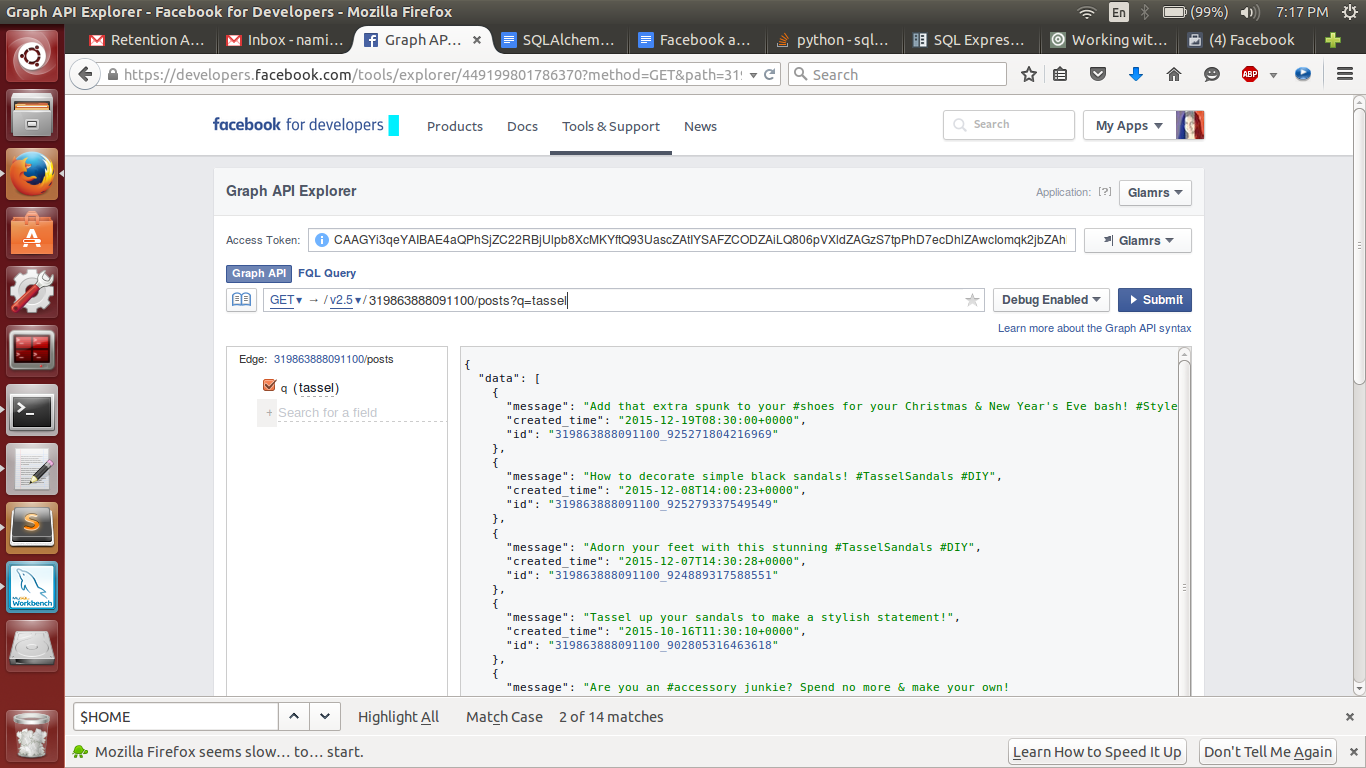 Graph API Explorer - Facebook for Developers - Mozilla Firefox
En (99%) 7:17 PM
Retention A... Inbox - nami... Graph AP... SQLAlchem... Facebook a... python - sql... SQL Express... Working wit... (4) Facebook
https://developers.facebook.com/tools/explorer/449199801786370?method=GET&path=319 Search ABP
facebook for developers Products Docs Tools & Support News Search My Apps
Graph API Explorer Application: [?] Glamrs
Access Token: Glamrs
Graph API FQL Query
GET → / v2.5 / 319863888091100/posts?q=tassel Debug Enabled Submit
Learn more about the Graph API syntax
Edge: 319863888091100/posts
q (tassel)
+ Search for a field
{
"data": [
{
"message": "Add that extra spunk to your #shoes for your Christmas & New Year's Eve bash! #Style
"created_time": "2015-12-19T08:30:00+0000",
"id": "319863888091100_925271804216969"
},
{
"message": "How to decorate simple black sandals! #TasselSandals #DIY",
"created_time": "2015-12-08T14:00:23+0000",
"id": "319863888091100_925279337549549"
},
{
"message": "Adorn your feet with this stunning #TasselSandals #DIY",
"created_time": "2015-12-07T14:30:28+0000",
"id": "319863888091100_924889317588551"
},
{
"message": "Tassel up your sandals to make a stylish statement!",
"created_time": "2015-10-16T11:30:10+0000",
"id": "319863888091100_902805316463618"
},
{
"message": "Are you an #accessory junkie? Spend no more & make your own!
$HOME Highlight All Match Case 2 of 14 matches
Mozilla Firefox seems slow... to... start. Learn How to Speed It Up Don't Tell Me Again